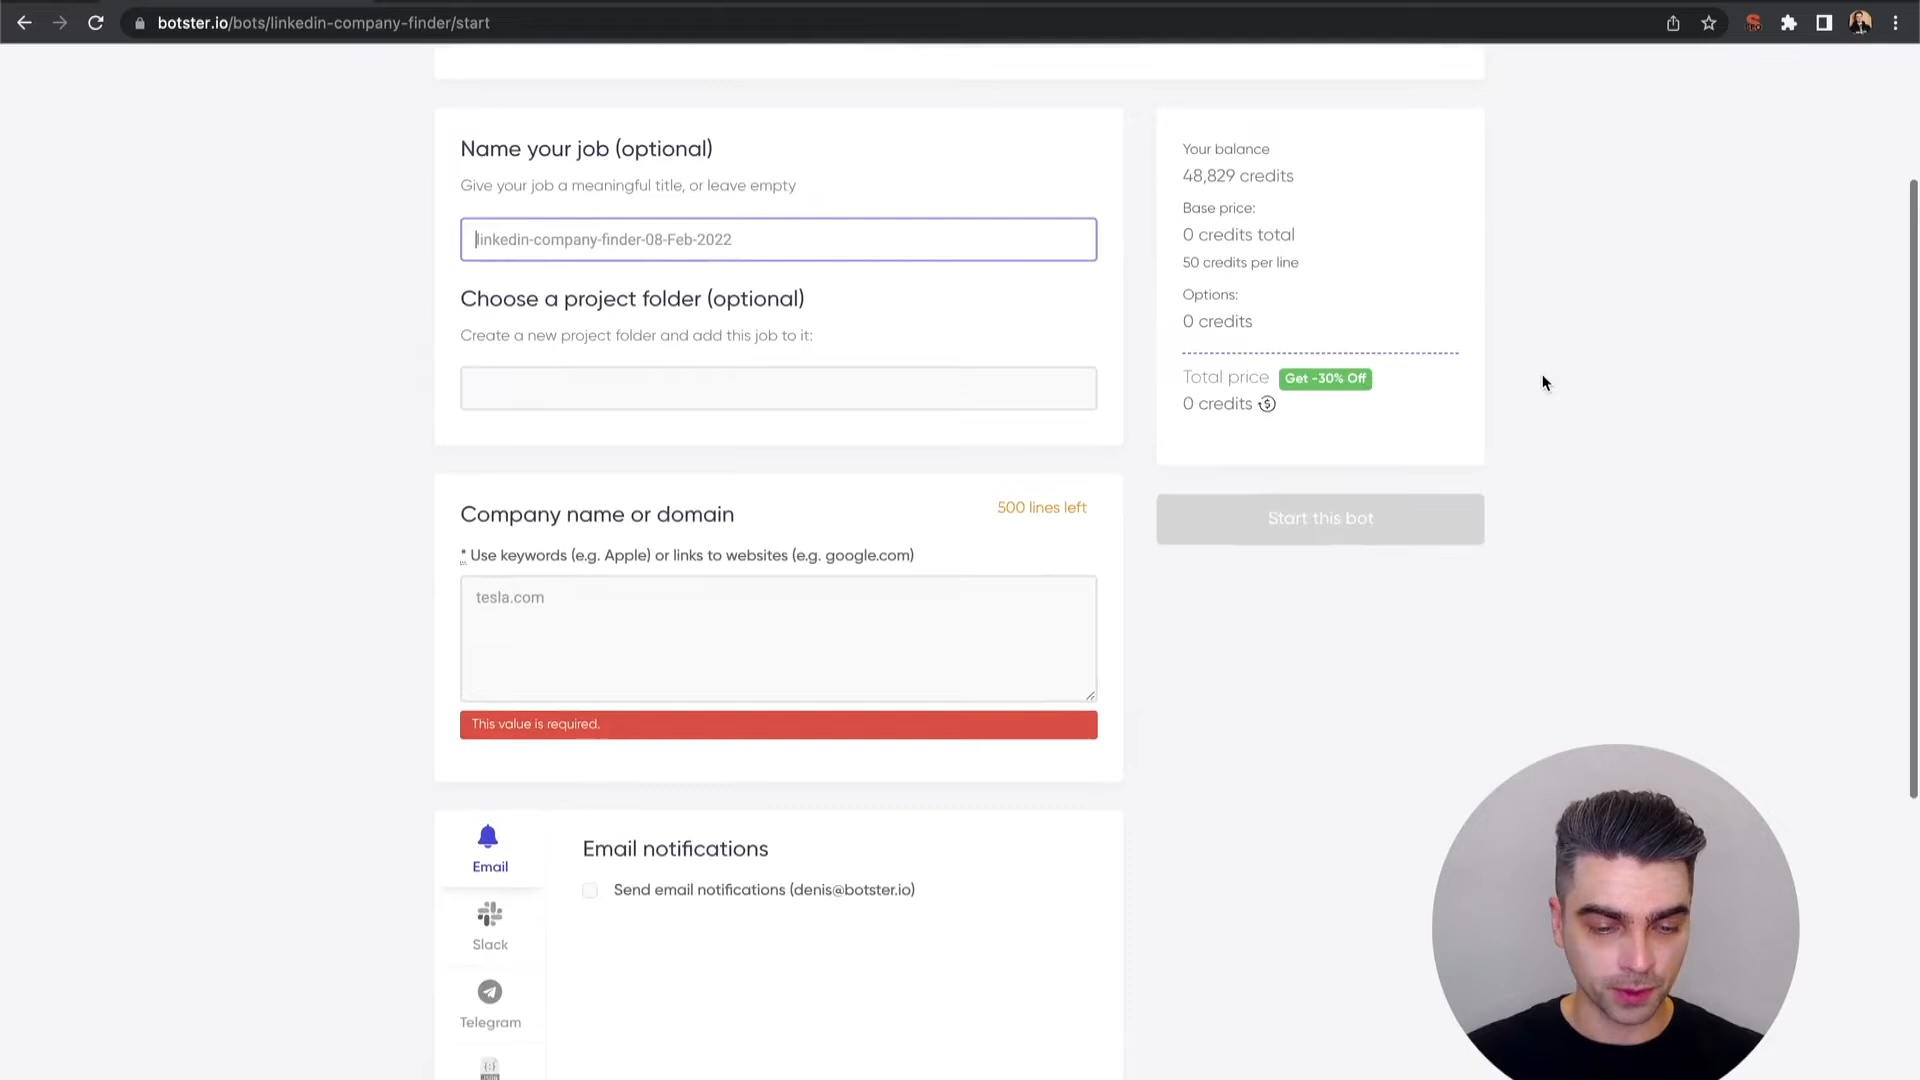 botster.io/bots/linkedin-company-finder/start
Name your job (optional)
Give your job a meaningful title, or leave empty
linkedin-company-finder-08-Feb-2022
Choose a project folder (optional)
Create a new project folder and add this job to it:
Your balance
48,829 credits
Base price:
0 credits total
50 credits per line
Options:
0 credits
Total price Get -30% Off
0 credits
Start this bot
Company name or domain
500 lines left
* Use keywords (e.g. Apple) or links to websites (e.g. google.com)
tesla.com
This value is required.
Email
Slack
Telegram
Email notifications
Send email notifications (denis@botster.io)